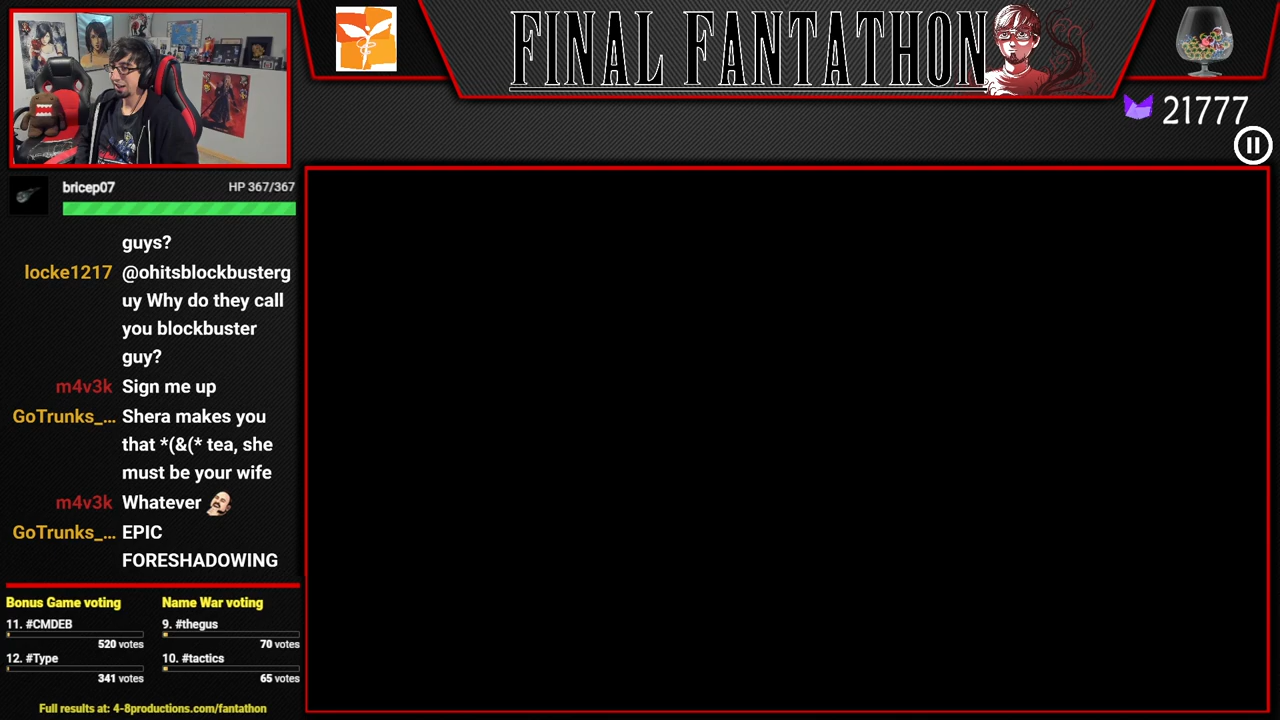 FINAL FANTATHON
21777
bricep07
HP 367/367
guys?
locke1217 @ohitsblockbusterg
uy Why do they call
you blockbuster
guy?
m4v3k Sign me up
GoTrunks_... Shera makes you
that *(&(* tea, she
must be your wife
m4v3k Whatever
GoTrunks_... EPIC
FORESHADOWING
Bonus Game voting
11. #CMDEB
520 votes
12. #Type
341 votes
Name War voting
9. #thegus
70 votes
10. #tactics
65 votes
Full results at: 4-8productions.com/fantathon